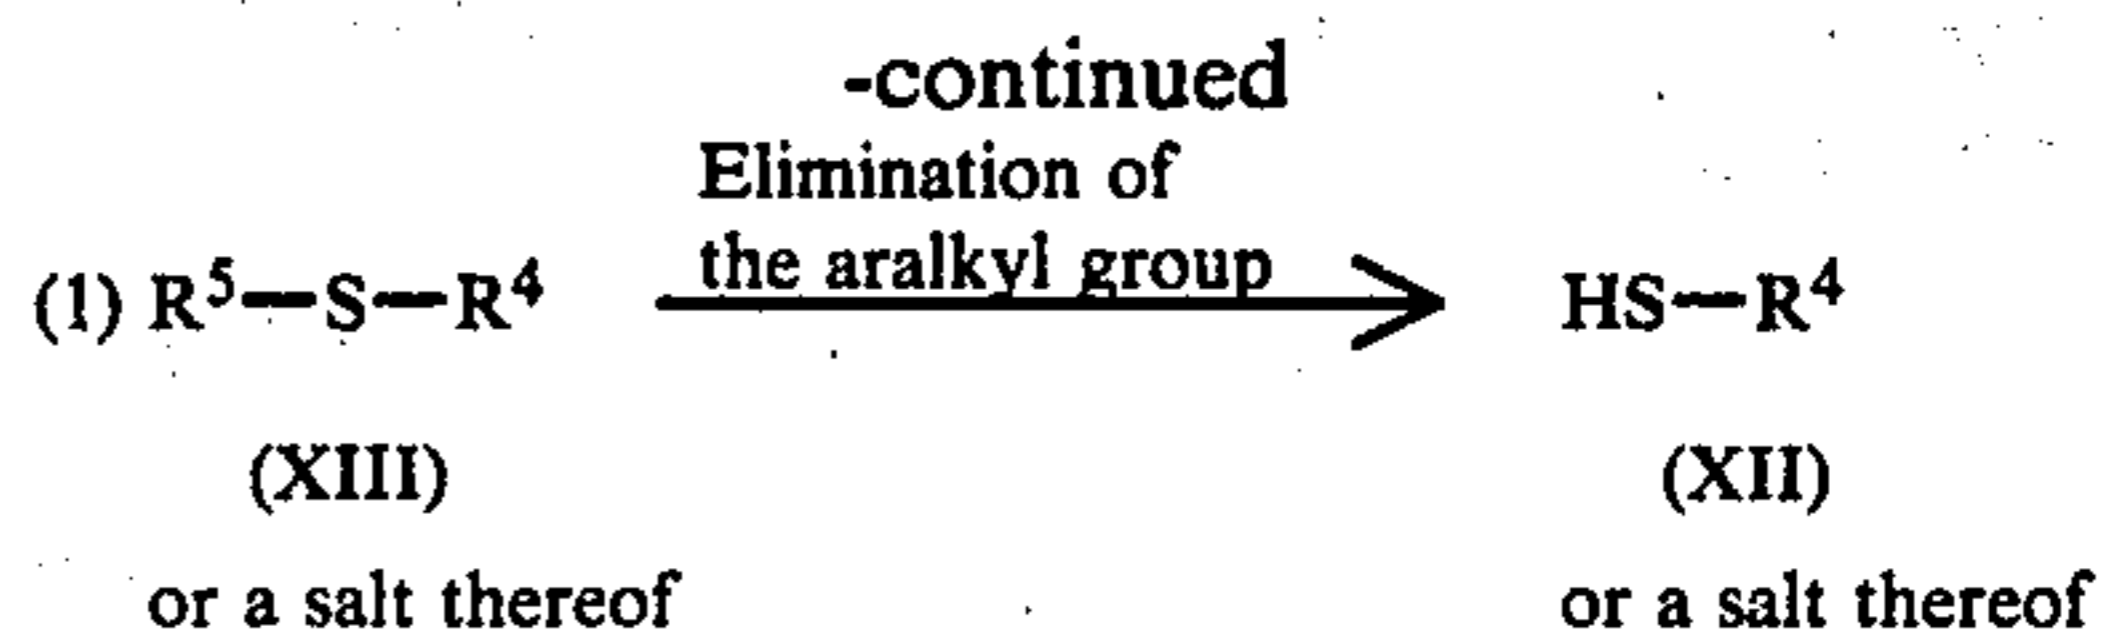 -continued
Elimination of
the aralkyl group
(1) R⁵—S—R⁴ HS—R⁴
(XIII) (XII)
or a salt thereof or a salt thereof